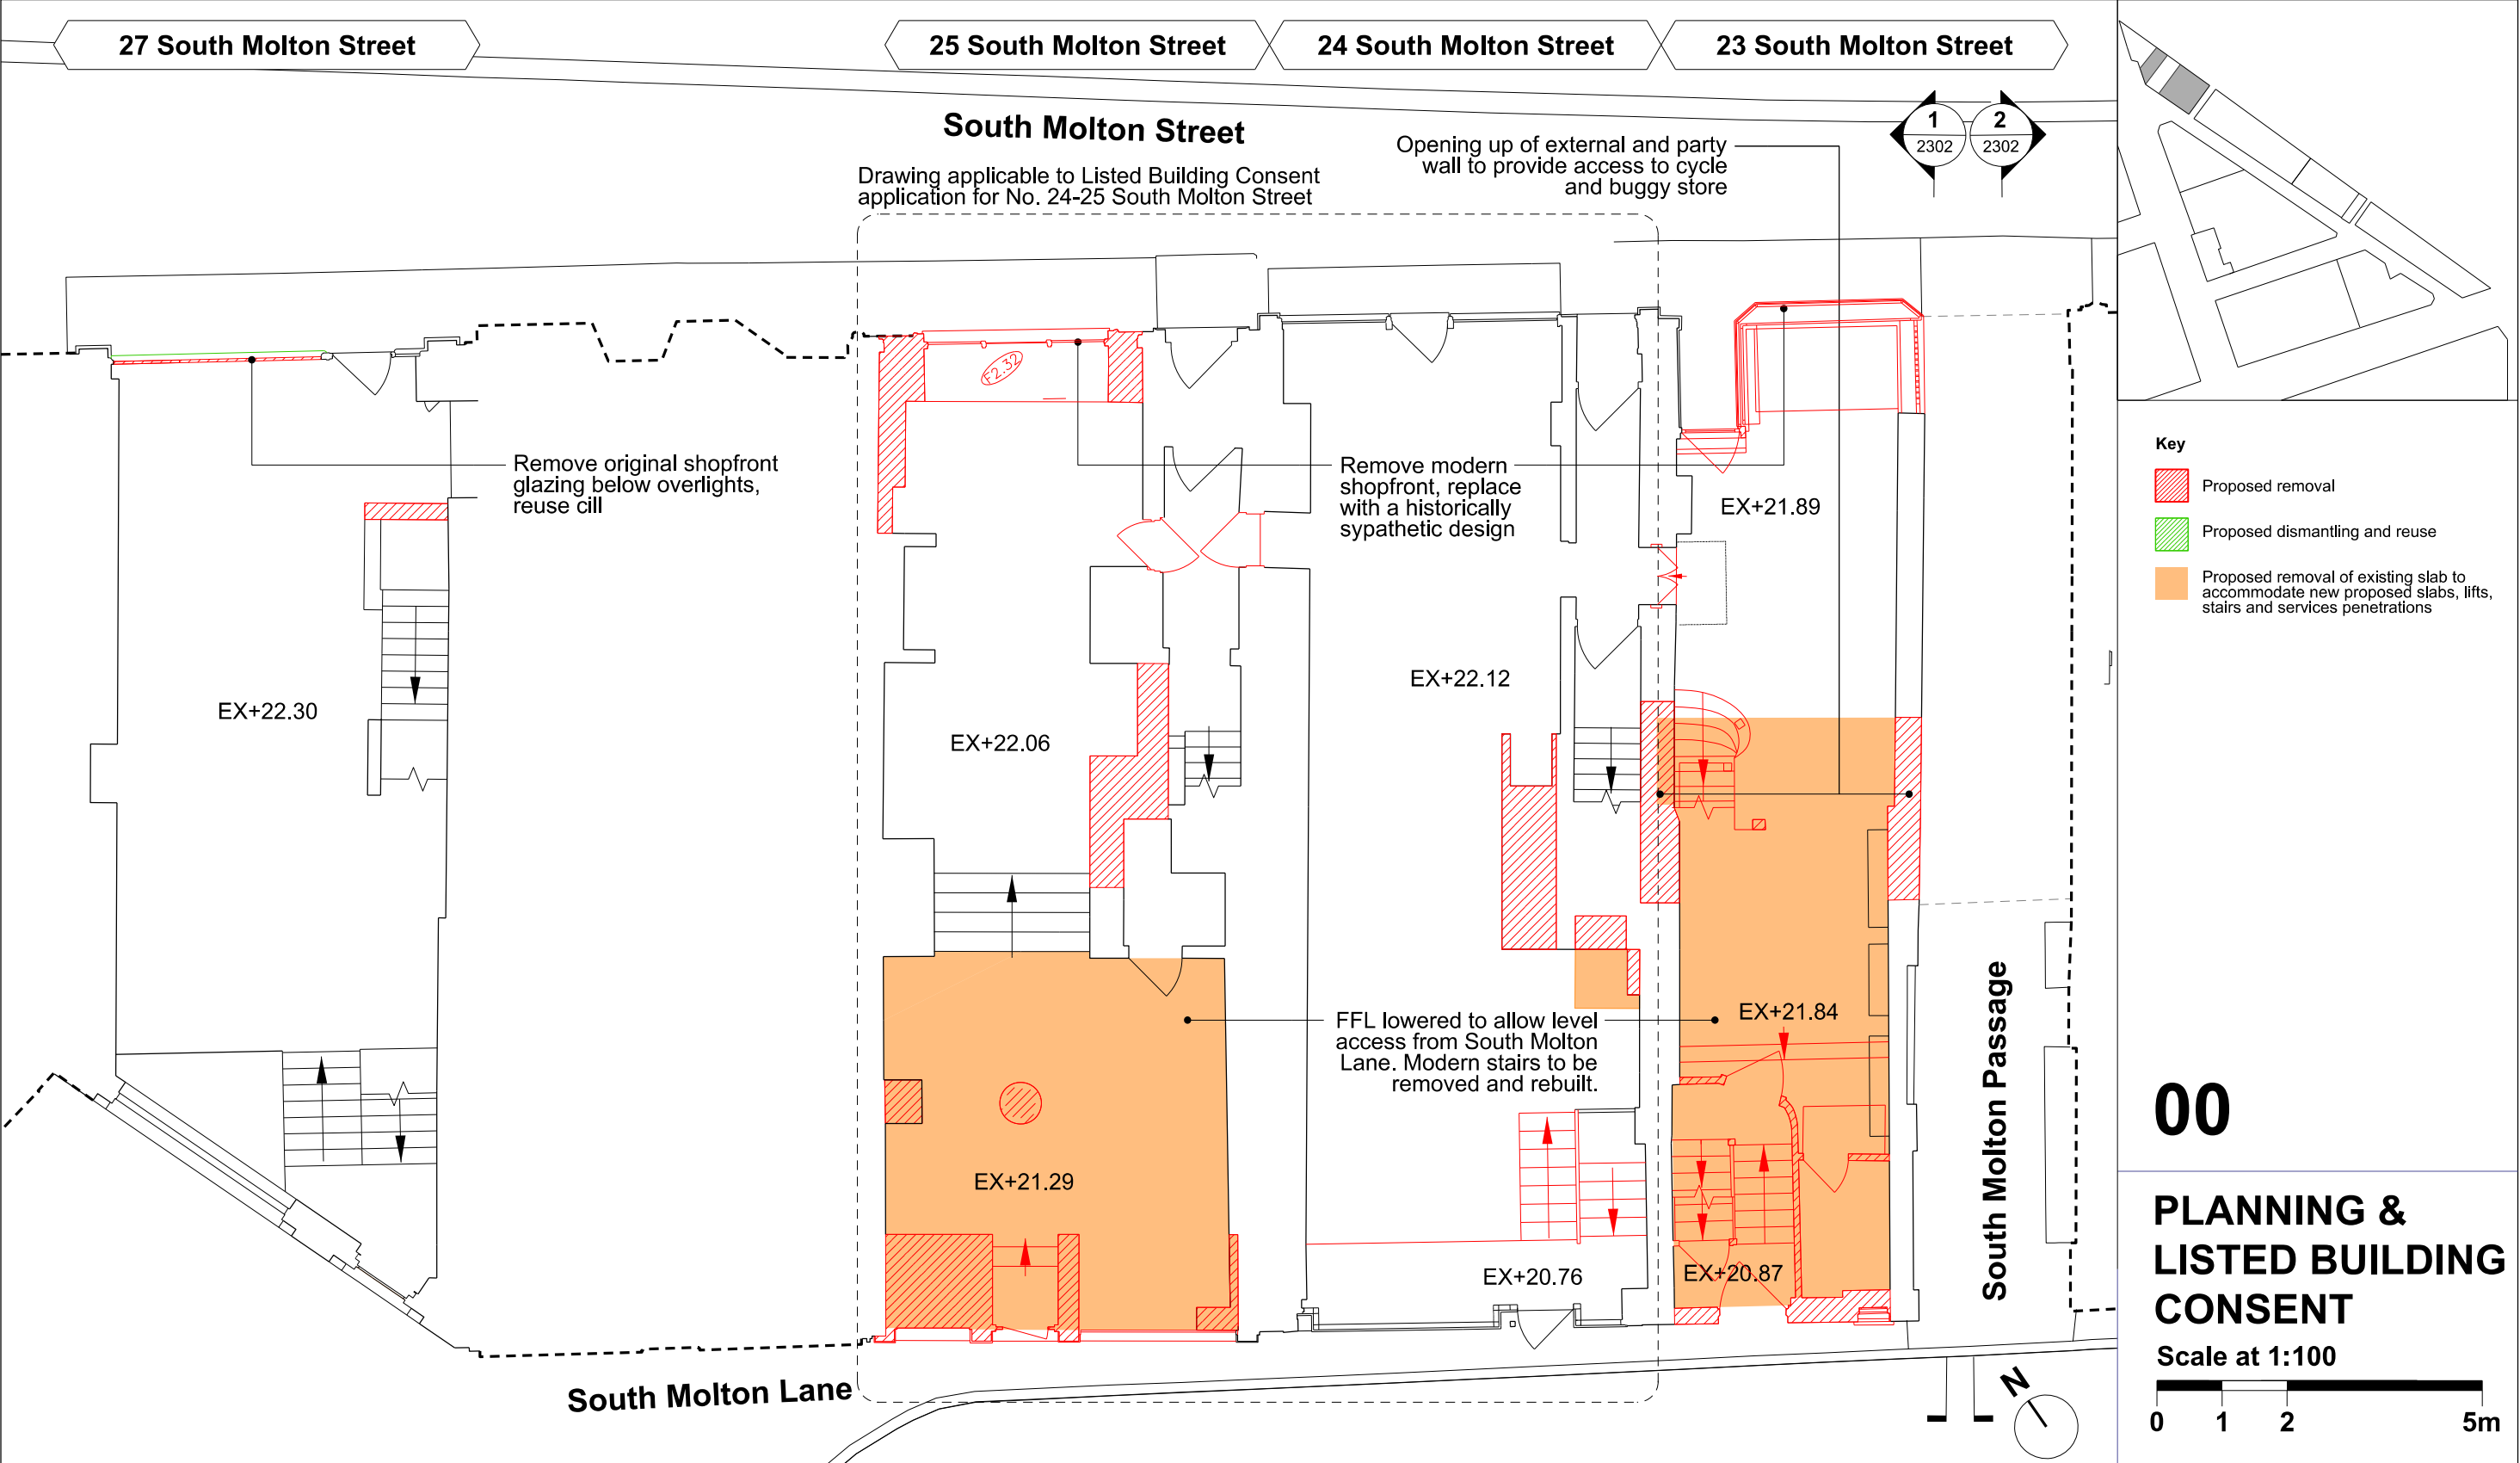 27 South Molton Street
25 South Molton Street
24 South Molton Street
23 South Molton Street
South Molton Street
Drawing applicable to Listed Building Consent
application for No. 24-25 South Molton Street
Opening up of external and party
wall to provide access to cycle
and buggy store
1
2302
2
2302
F2.32
Remove original shopfront
glazing below overlights,
reuse cill
Remove modern
shopfront, replace
with a historically
sypathetic design
EX+21.89
EX+22.30
EX+22.06
EX+22.12
FFL lowered to allow level
access from South Molton
Lane. Modern stairs to be
removed and rebuilt.
EX+21.84
EX+21.29
EX+20.76
EX+20.87
South Molton Passage
South Molton Lane
N
Key
Proposed removal
Proposed dismantling and reuse
Proposed removal of existing slab to
accommodate new proposed slabs, lifts,
stairs and services penetrations
00
PLANNING &
LISTED BUILDING
CONSENT
Scale at 1:100
0 1 2 5m